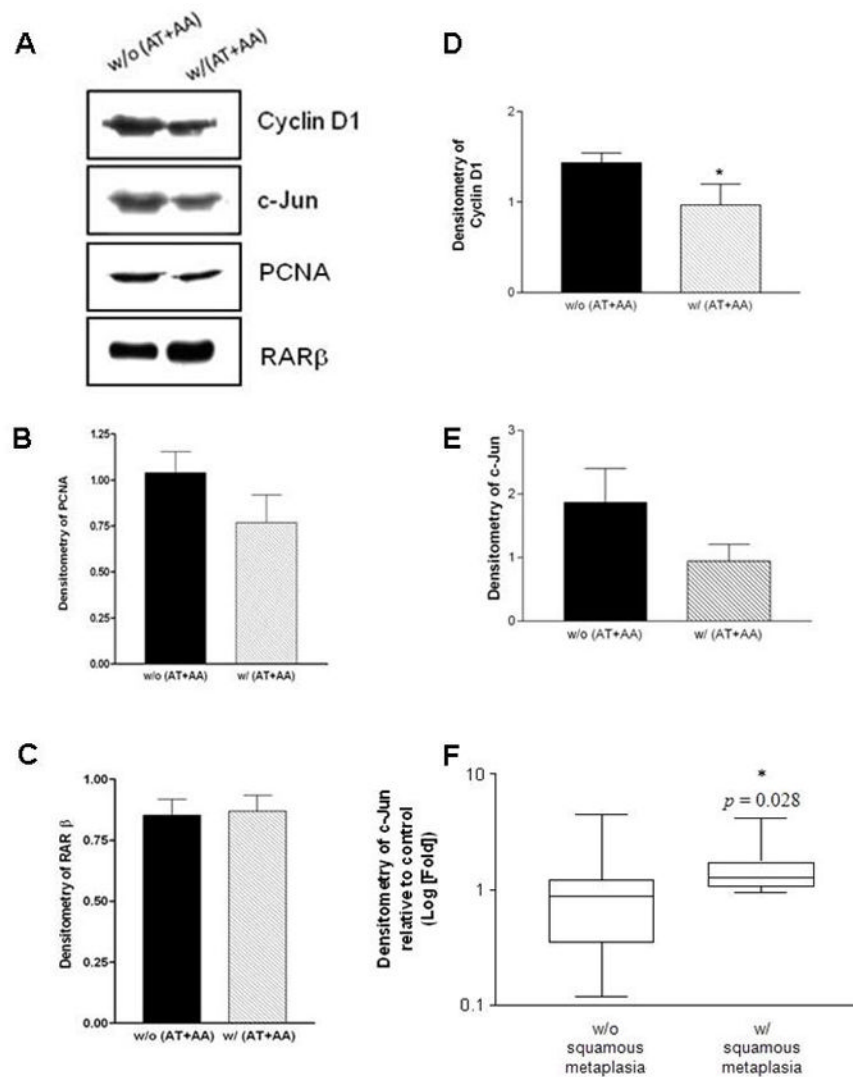 A
w/o (AT+AA)
w/(AT+AA)
Cyclin D1
c-Jun
PCNA
RARβ
B
Densitometry of PCNA
1.25
1.00
0.75
0.50
0.25
0.00
w/o (AT+AA)
w/ (AT+AA)
C
Densitometry of RAR β
1.00
0.75
0.50
0.25
0.00
w/o (AT+AA)
w/ (AT+AA)
D
Densitometry of
Cyclin D1
2
1
0
*
w/o (AT+AA)
w/ (AT+AA)
E
Densitometry of c-Jun
3
2
1
0
w/o (AT+AA)
w/ (AT+AA)
F
Densitometry of c-Jun
relative to control
(Log [Fold])
10
1
0.1
*
p = 0.028
w/o
squamous
metaplasia
w/
squamous
metaplasia